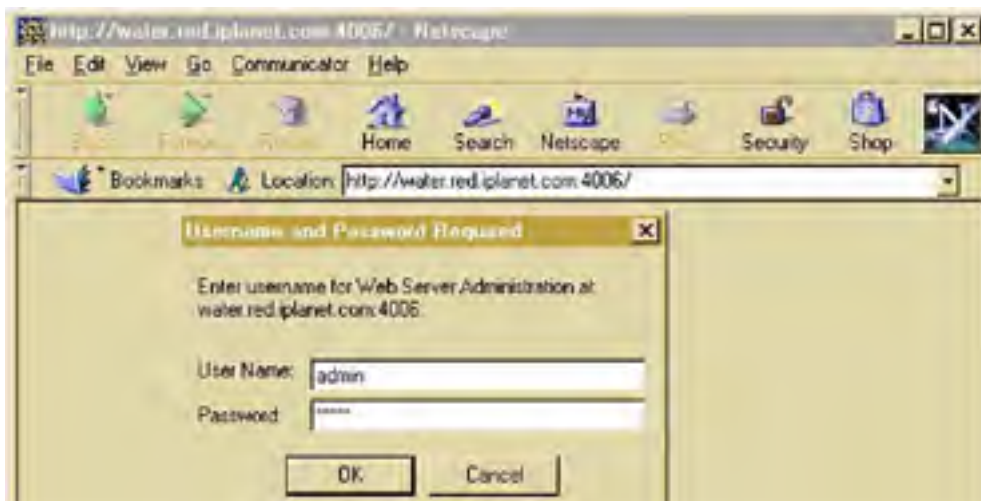 http://water.red.iplanet.com:4006/ - Netscape
File Edit View Go Communicator Help
Home Search Netscape Security Shop
Bookmarks Location: http://water.red.iplanet.com:4006/
Username and Password Required
Enter username for Web Server Administration at
water.red.iplanet.com:4006:
User Name: admin
Password: *****
OK Cancel